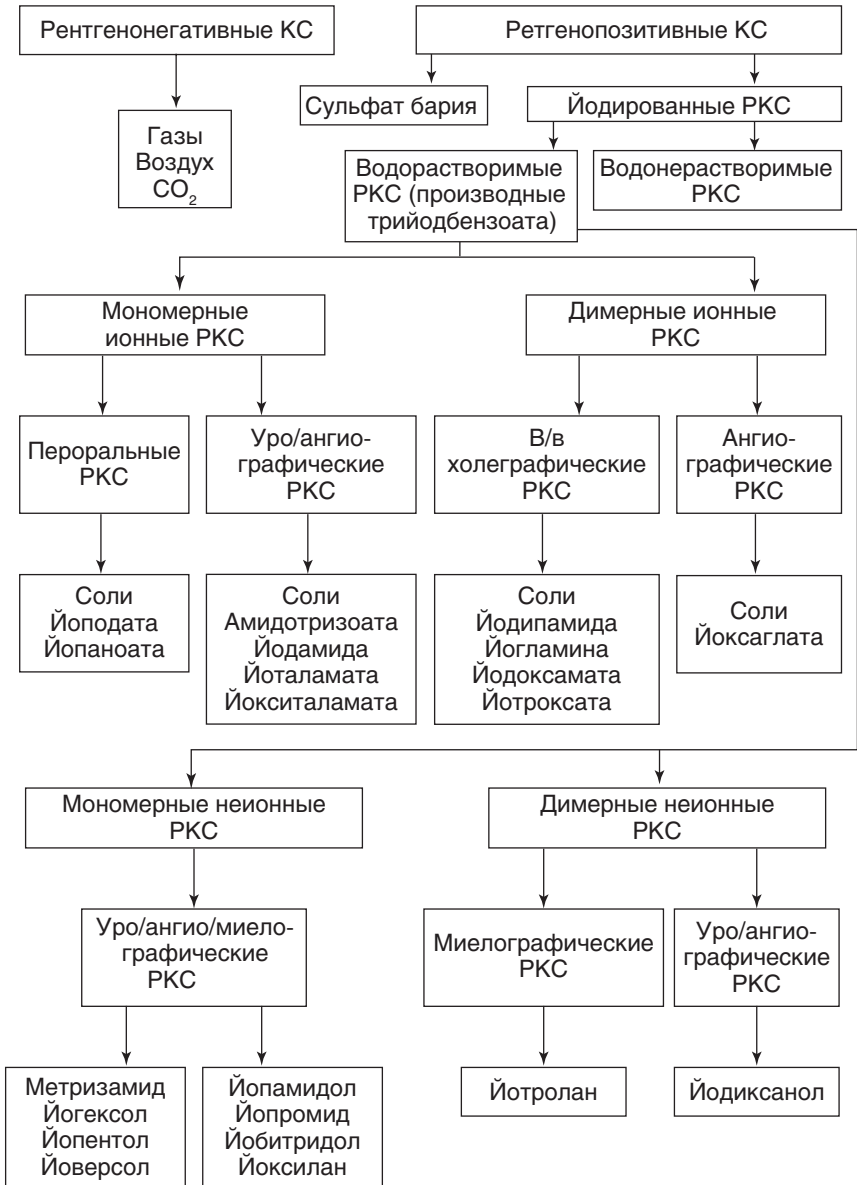 Рентгенонегативные КС
Ретгенопозитивные КС
Сульфат бария
Йодированные РКС
Газы
Воздух
CO₂
Водорастворимые
РКС (производные
трийодбензоата)
Водонерастворимые
РКС
Мономерные
ионные РКС
Димерные ионные
РКС
Пероральные
РКС
Уро/ангио-
графические
РКС
В/в
холеграфические
РКС
Ангио-
графические
РКС
Соли
Йоподата
Йопаноата
Соли
Амидотризоата
Йодамида
Йоталамата
Йокситаламата
Соли
Йодипамида
Йогламина
Йодоксамата
Йотроксата
Соли
Йоксаглата
Мономерные неионные
РКС
Димерные неионные
РКС
Уро/ангио/миело-
графические
РКС
Миелографические
РКС
Уро/ангио-
графические
РКС
Метризамид
Йогексол
Йопентол
Йоверсол
Йопамидол
Йопромид
Йобитридол
Йоксилан
Йотролан
Йодиксанол